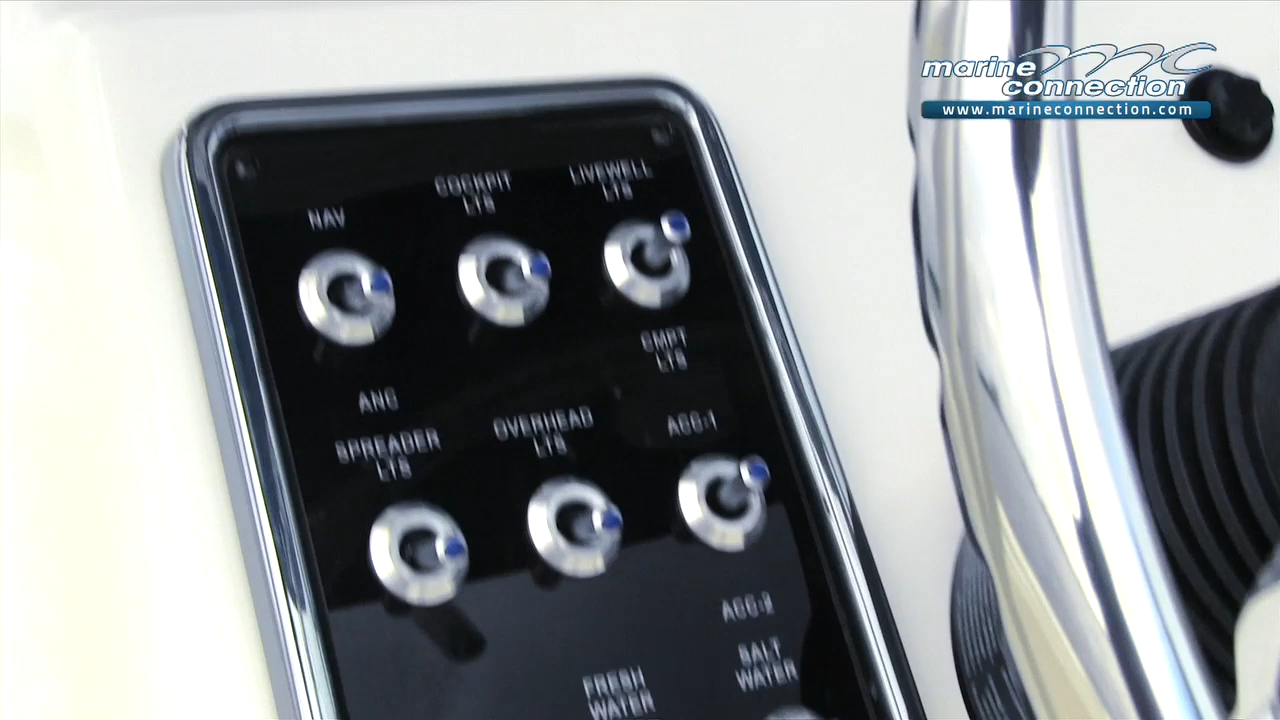 marine
connection
www.marineconnection.com
NAV
COCKPIT
LTS
LIVEWELL
LTS
ANC
CMPT
LTS
SPREADER
LTS
OVERHEAD
LTS
ACC-1
ACC-2
FRESH
WATER
SALT
WATER